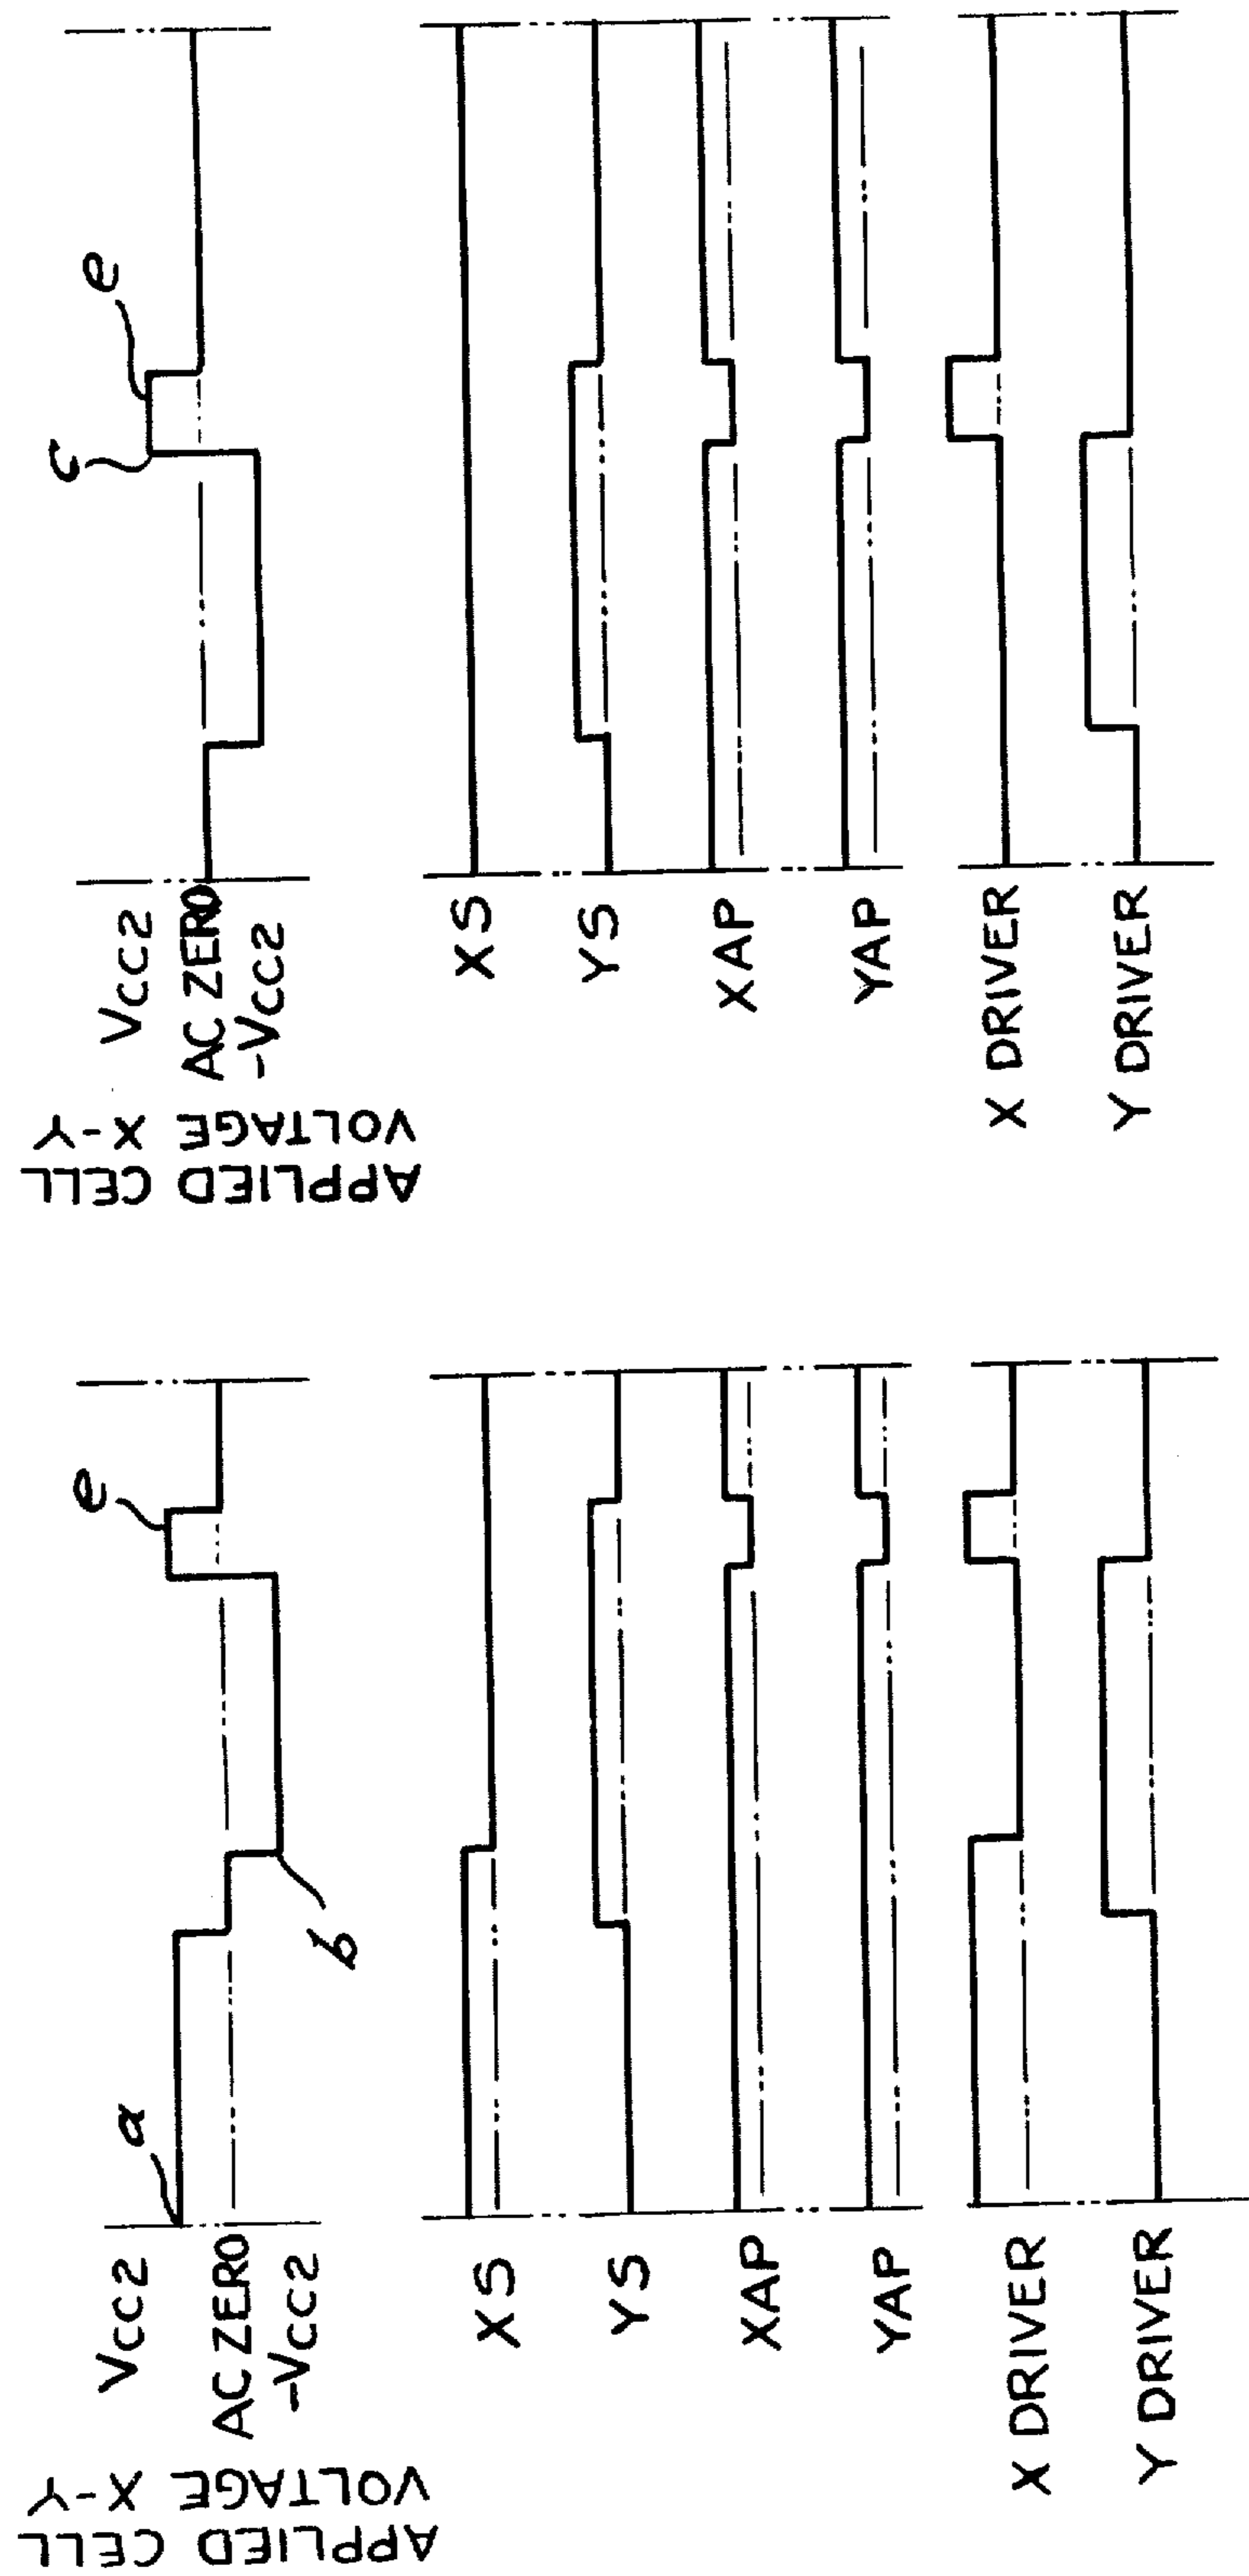 APPLIED CELL
VOLTAGE X-Y
Vcc2
AC ZERO
-Vcc2
a
b
e
XS
YS
XAP
YAP
X DRIVER
Y DRIVER
APPLIED CELL
VOLTAGE X-Y
Vcc2
AC ZERO
-Vcc2
c
e
XS
YS
XAP
YAP
X DRIVER
Y DRIVER